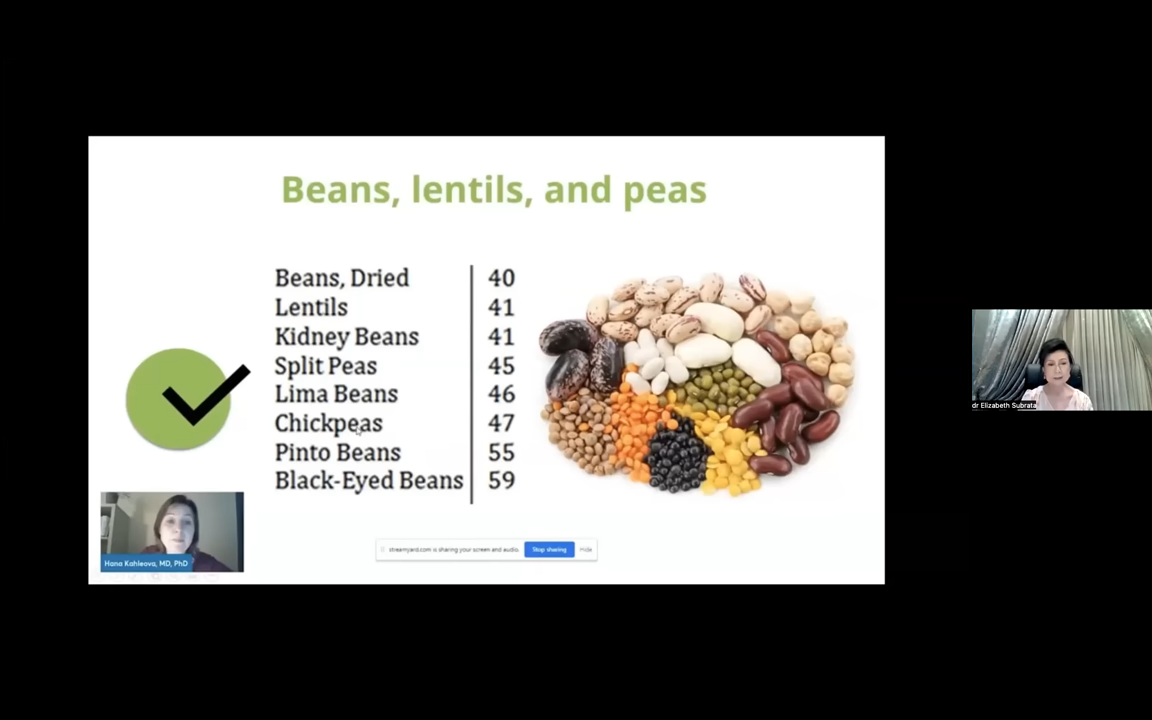 Beans, lentils, and peas
Beans, Dried 40
Lentils 41
Kidney Beans 41
Split Peas 45
Lima Beans 46
Chickpeas 47
Pinto Beans 55
Black-Eyed Beans 59
Hana Kahleova, MD, PhD
streamyard.com is sharing your screen and audio. Stop sharing Hide
dr Elizabeth Subrata